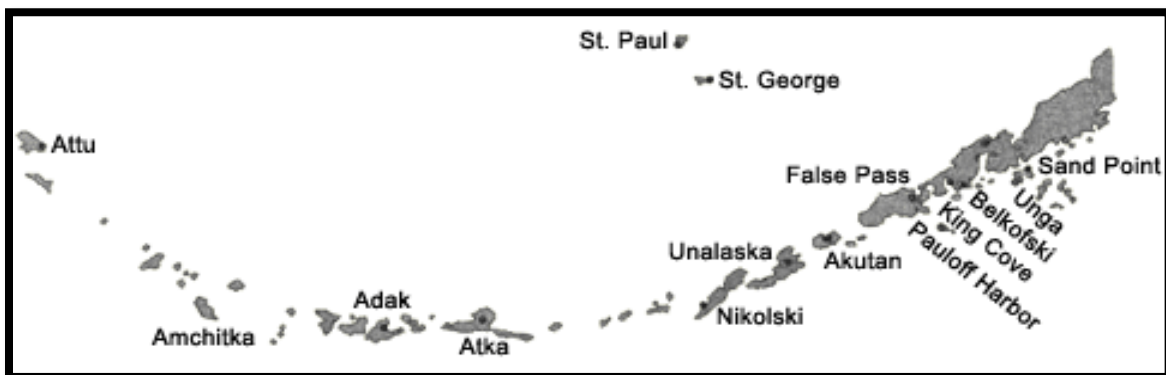 St. Paul
St. George
Attu
Sand Point
False Pass
Unga
Belkofski
King Cove
Pauloff Harbor
Unalaska
Akutan
Adak
Nikolski
Amchitka
Atka